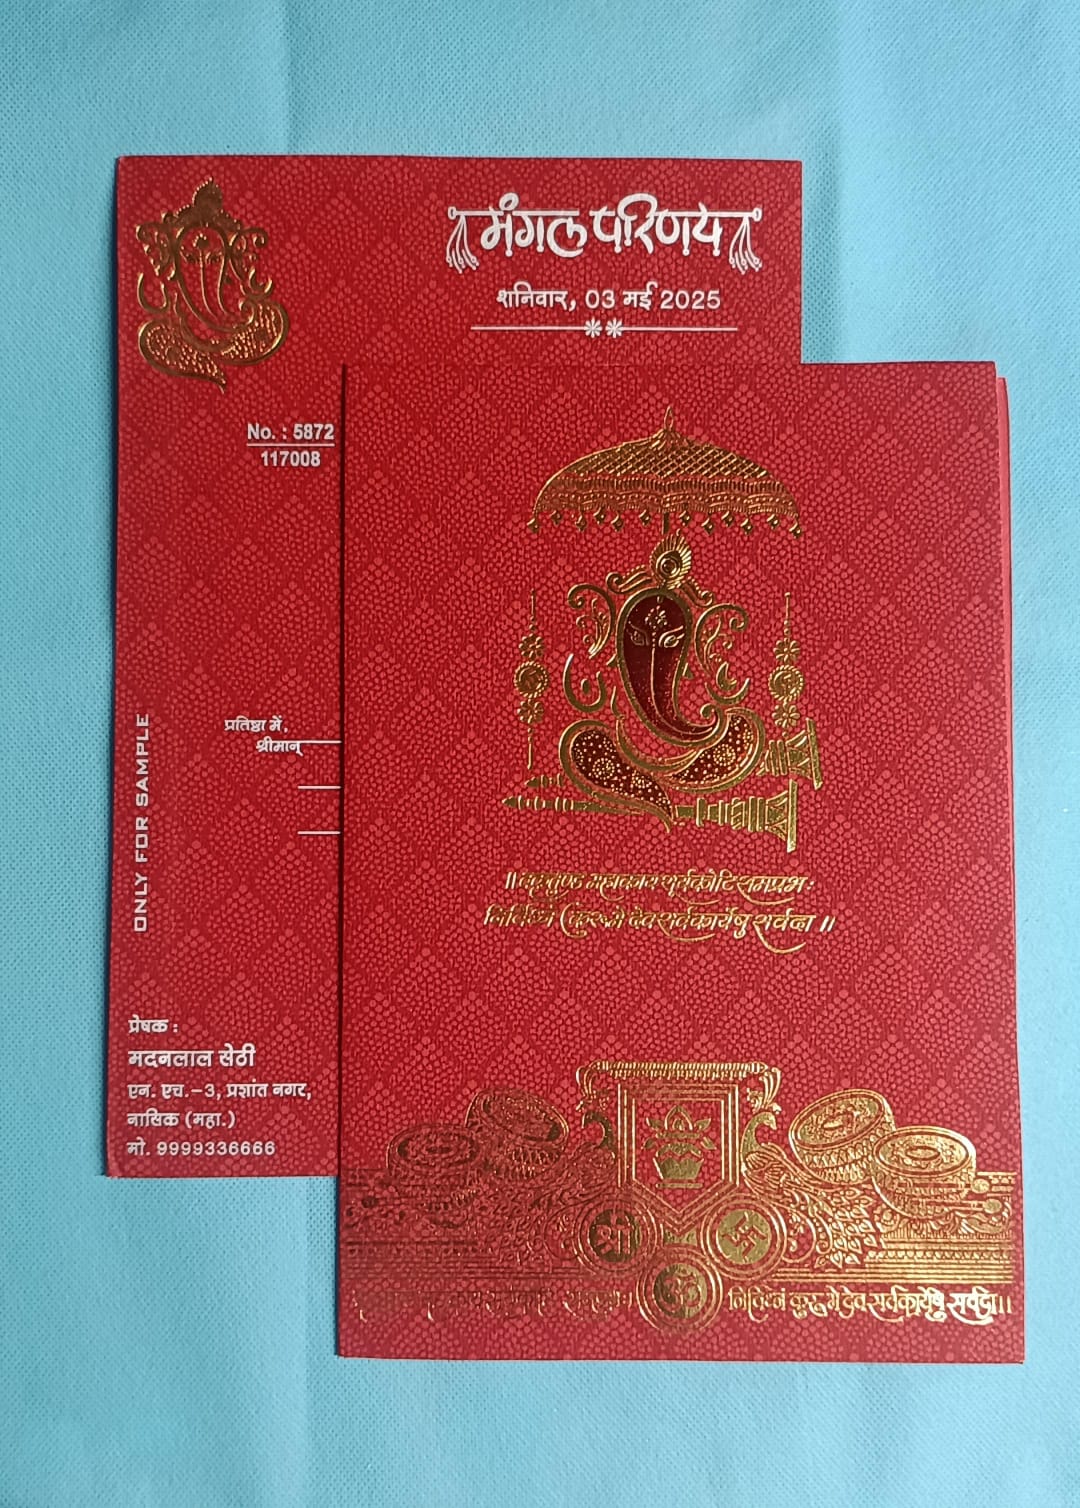 मंगल परिणय
शनिवार, 03 मई 2025
No. : 5872
117008
प्रतिष्ठा में,
श्रीमान्
ONLY FOR SAMPLE
प्रेषक :
मदनलाल सेठी
एन. एच.-3, प्रशांत नगर,
नासिक (महा.)
मो. 9999336666
॥ वक्रतुण्ड महाकाय सूर्यकोटि समप्रभ :
निर्विघ्नं कुरु मे देव सर्वकार्येषु सर्वदा ॥
श्री
ॐ
निर्विघ्नं कुरु मे देव सर्वकार्येषु सर्वदा ।।